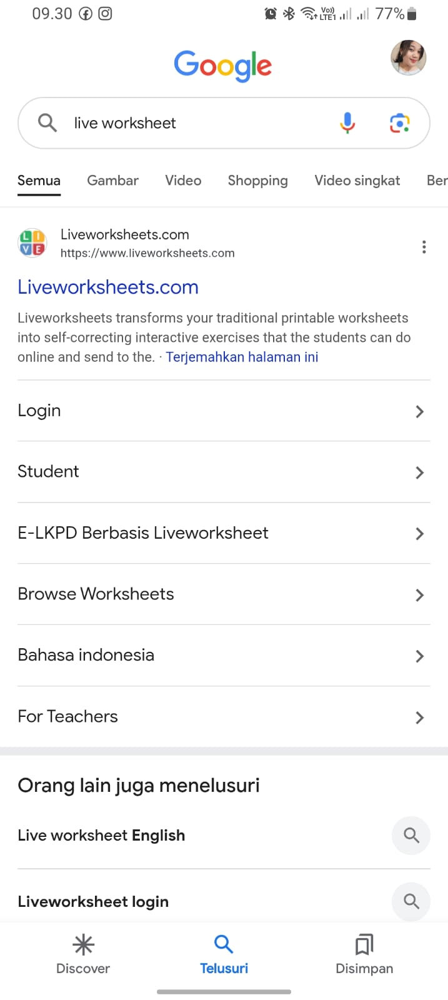 09.30
Vo))
LTE1
77%
Google
live worksheet
Semua Gambar Video Shopping Video singkat Ber
LIVE
Liveworksheets.com
https://www.liveworksheets.com
Liveworksheets.com
Liveworksheets transforms your traditional printable worksheets
into self-correcting interactive exercises that the students can do
online and send to the. · Terjemahkan halaman ini
Login
Student
E-LKPD Berbasis Liveworksheet
Browse Worksheets
Bahasa indonesia
For Teachers
Orang lain juga menelusuri
Live worksheet English
Liveworksheet login
Discover Telusuri Disimpan